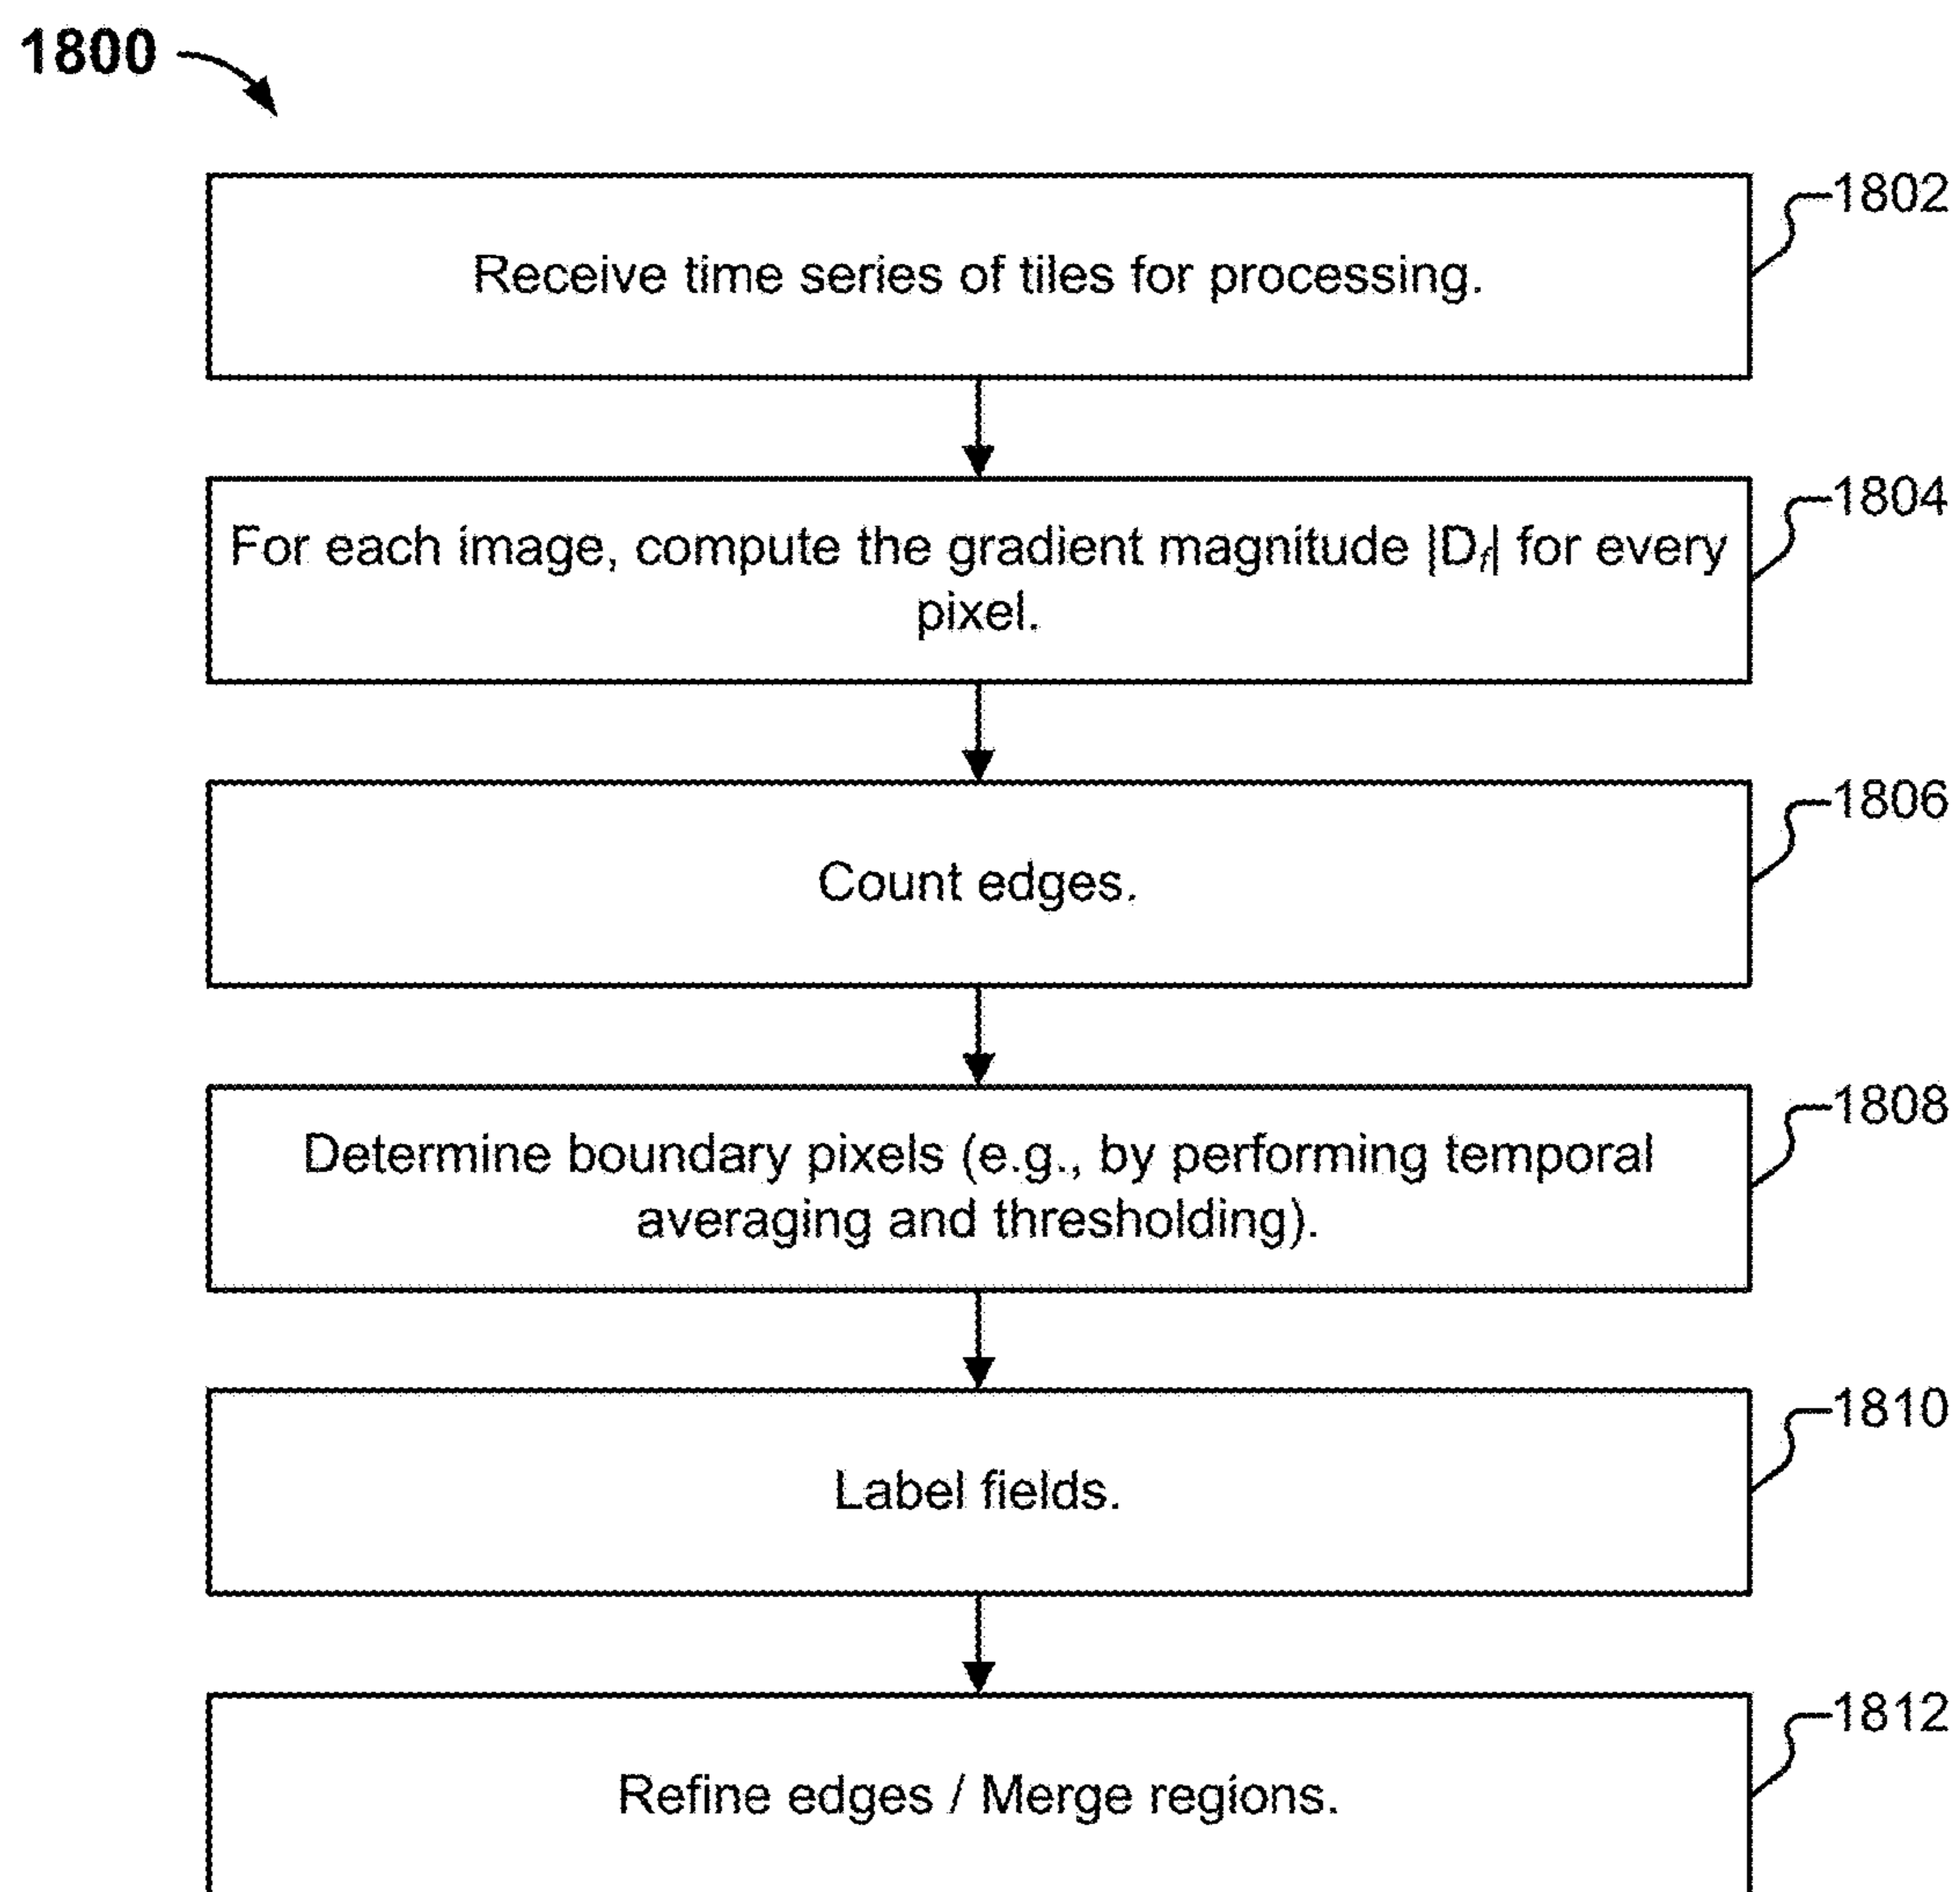 1800
1802
Receive time series of tiles for processing.
1804
For each image, compute the gradient magnitude |Df| for every
pixel.
1806
Count edges.
1808
Determine boundary pixels (e.g., by performing temporal
averaging and thresholding).
1810
Label fields.
1812
Refine edges / Merge regions.